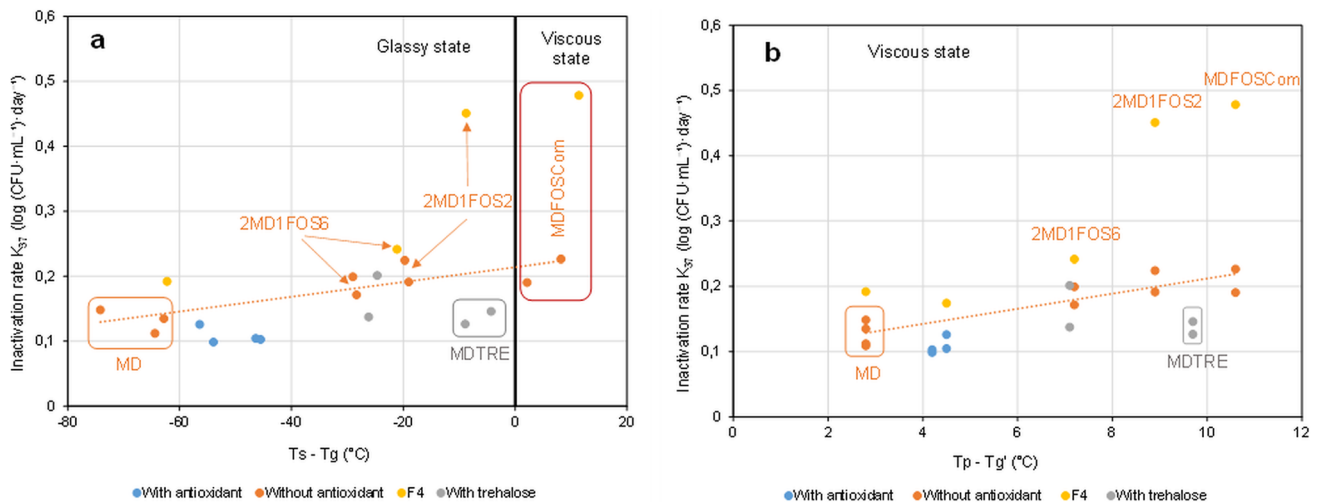 a
Glassy state
Viscous
state
Inactivation rate K₃₇ (log (CFU·mL⁻¹)·day⁻¹)
0,6
0,5
0,4
0,3
0,2
0,1
0
MDFOSCom
2MD1FOS2
2MD1FOS6
MD
MDTRE
-80
-60
-40
-20
0
20
Ts - Tg (°C)
With antioxidant
Without antioxidant
F4
With trehalose
b
Viscous state
Inactivation rate K₃₇ (log (CFU·mL⁻¹)·day⁻¹)
0,6
0,5
0,4
0,3
0,2
0,1
0
MDFOSCom
2MD1FOS2
2MD1FOS6
MD
MDTRE
0
2
4
6
8
10
12
Tp - Tg' (°C)
With antioxidant
Without antioxidant
F4
With trehalose